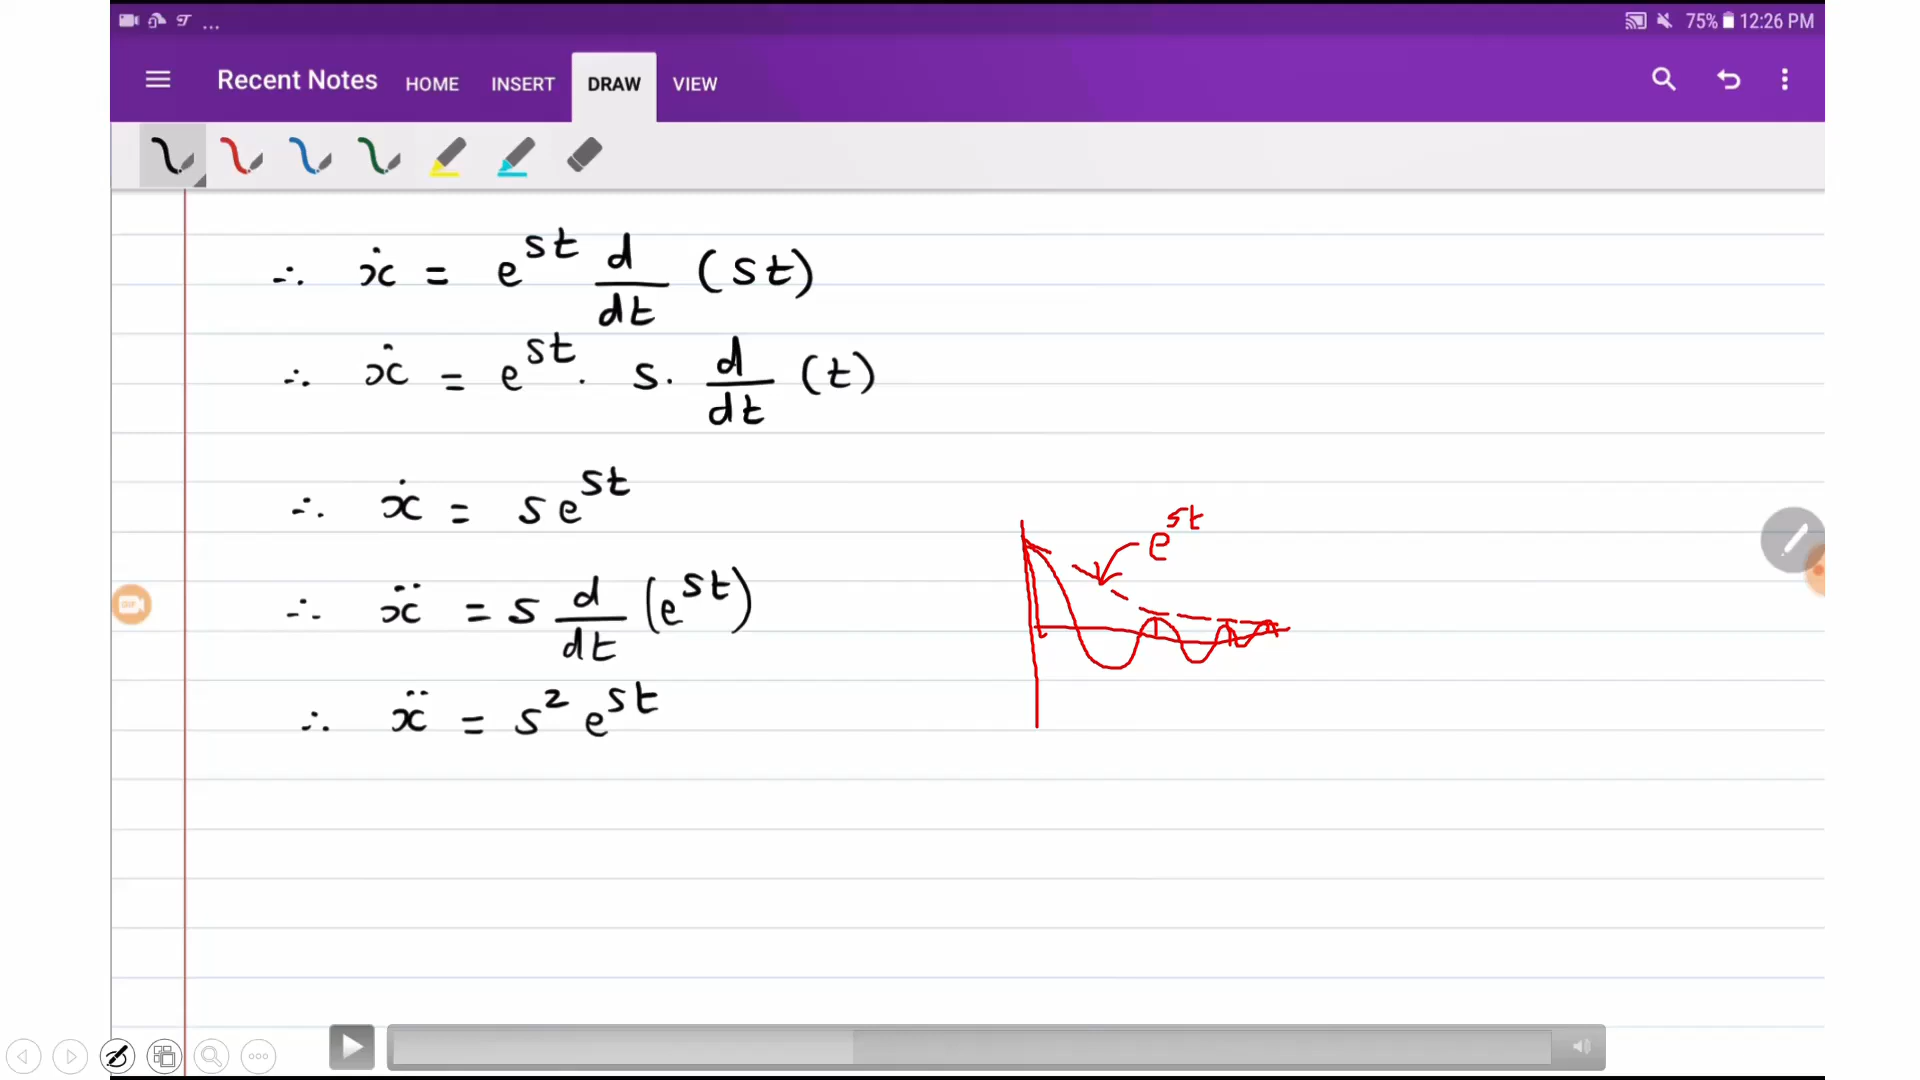 ... 75% 12:26 PM
Recent Notes HOME INSERT DRAW VIEW
∴ ẋ = e^st d/dt (st)
∴ ẋ = e^st · s · d/dt (t)
∴ ẋ = s e^st
∴ ẍ = s d/dt (e^st)
∴ ẍ = s² e^st
e^st